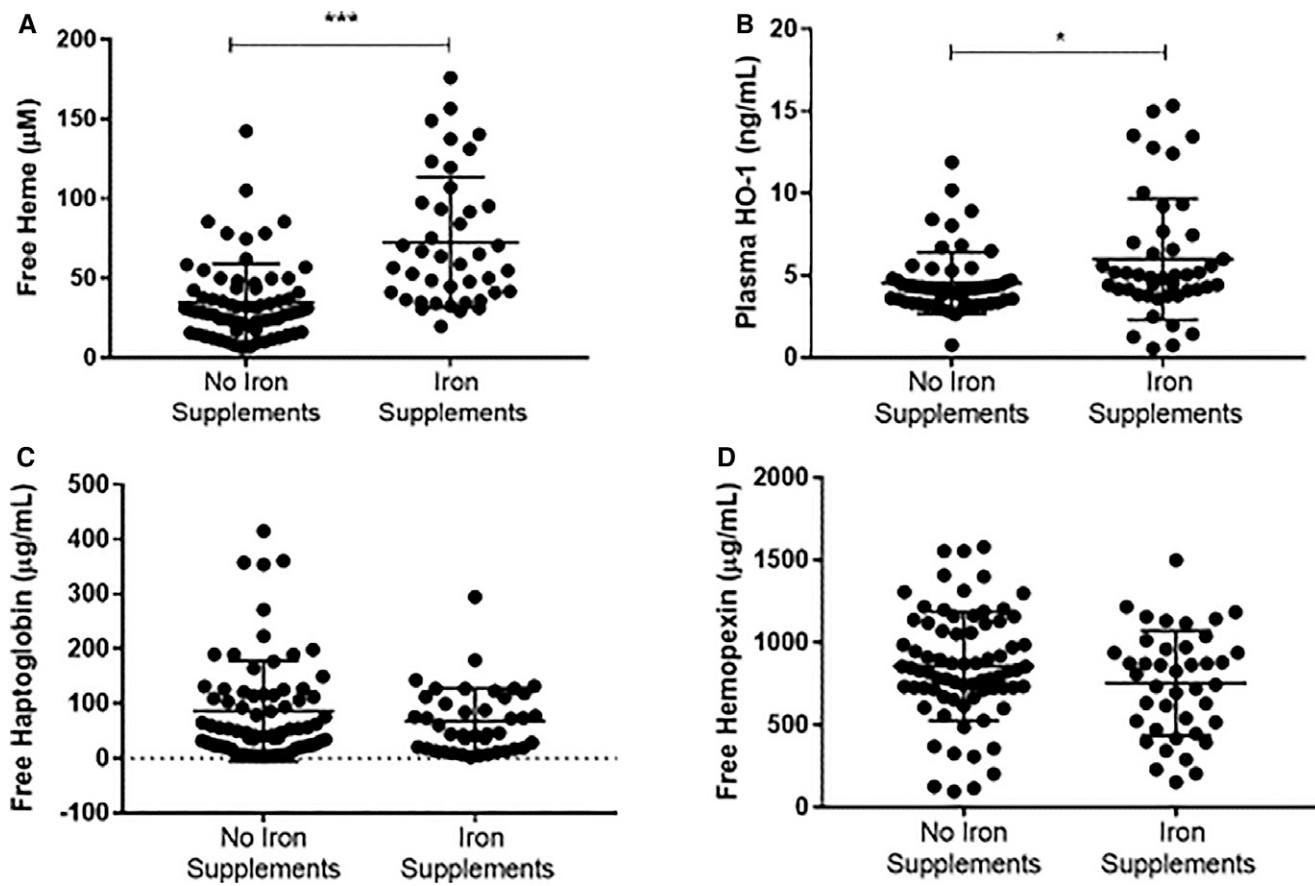 A
***
200
150
100
50
0
Free Heme (μM)
No Iron
Supplements
Iron
Supplements
B
*
20
15
10
5
0
Plasma HO-1 (ng/mL)
No Iron
Supplements
Iron
Supplements
C
500
400
300
200
100
0
-100
Free Haptoglobin (μg/mL)
No Iron
Supplements
Iron
Supplements
D
2000
1500
1000
500
0
Free Hemopexin (μg/mL)
No Iron
Supplements
Iron
Supplements